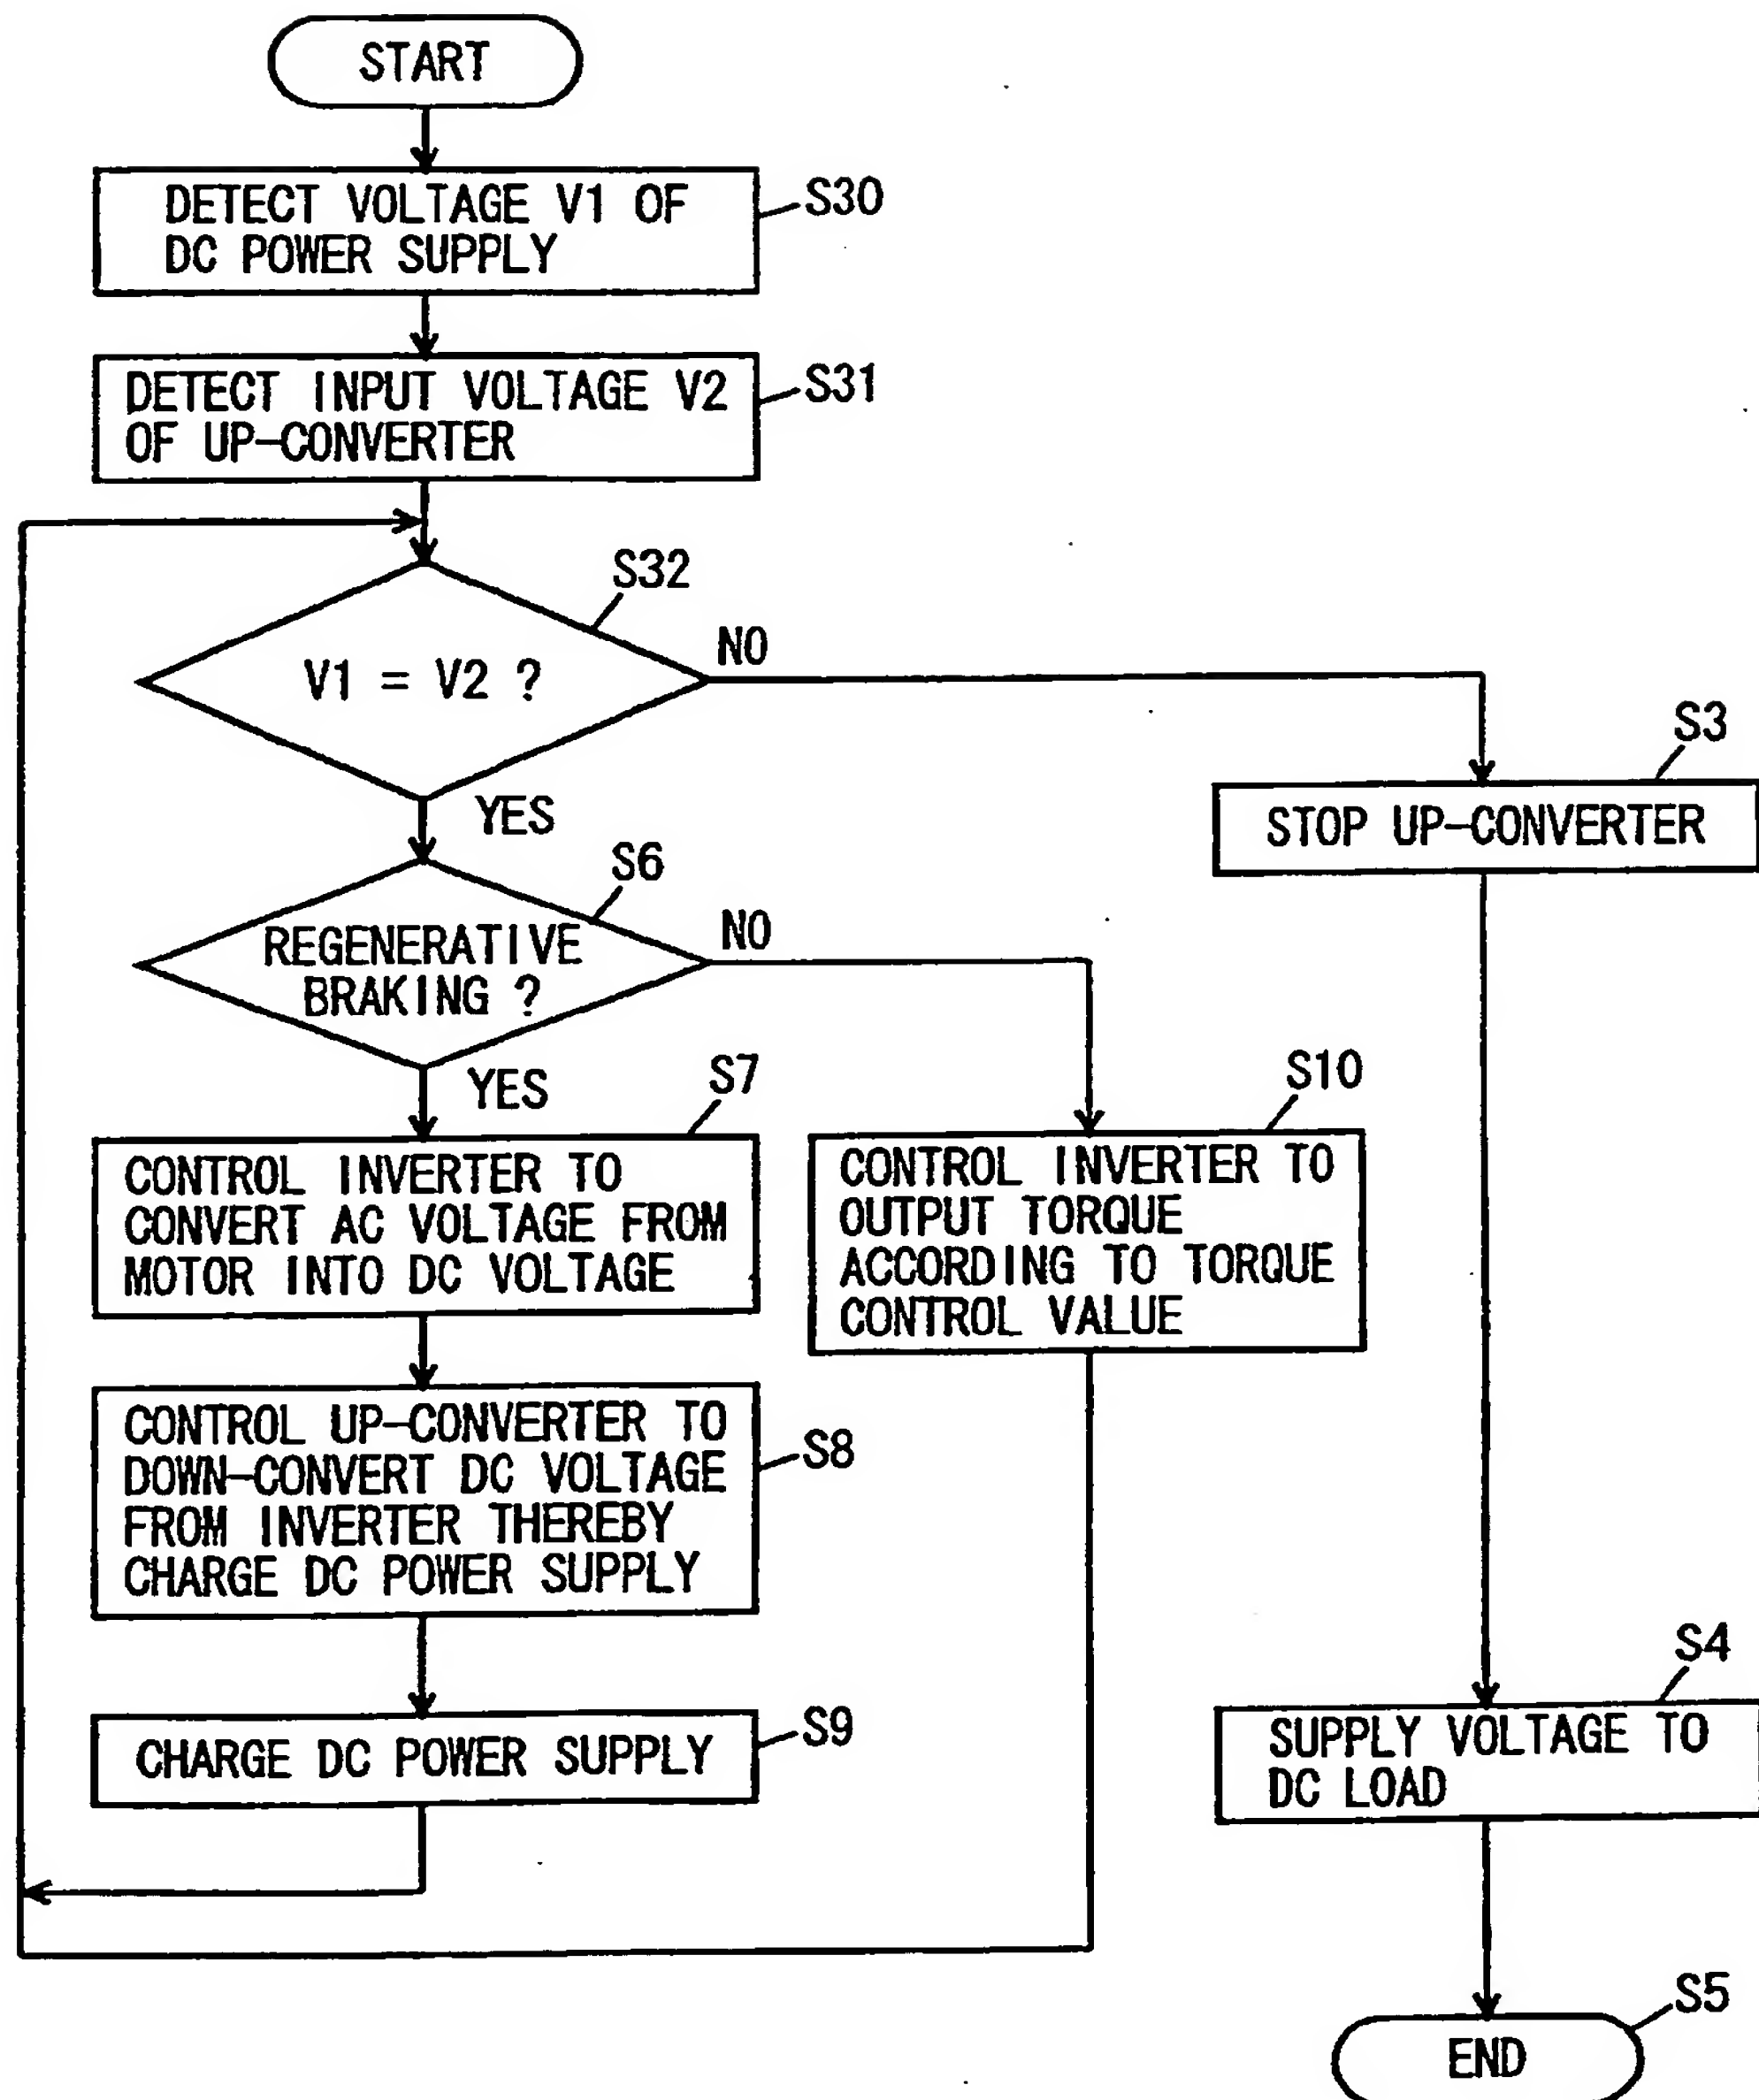 START
DETECT VOLTAGE V1 OF
DC POWER SUPPLY
S30
DETECT INPUT VOLTAGE V2
OF UP-CONVERTER
S31
S32
V1 = V2 ?
NO
YES
S3
STOP UP-CONVERTER
S6
REGENERATIVE
BRAKING ?
NO
YES
S7
CONTROL INVERTER TO
CONVERT AC VOLTAGE FROM
MOTOR INTO DC VOLTAGE
S10
CONTROL INVERTER TO
OUTPUT TORQUE
ACCORDING TO TORQUE
CONTROL VALUE
CONTROL UP-CONVERTER TO
DOWN-CONVERT DC VOLTAGE
FROM INVERTER THEREBY
CHARGE DC POWER SUPPLY
S8
CHARGE DC POWER SUPPLY
S9
S4
SUPPLY VOLTAGE TO
DC LOAD
S5
END